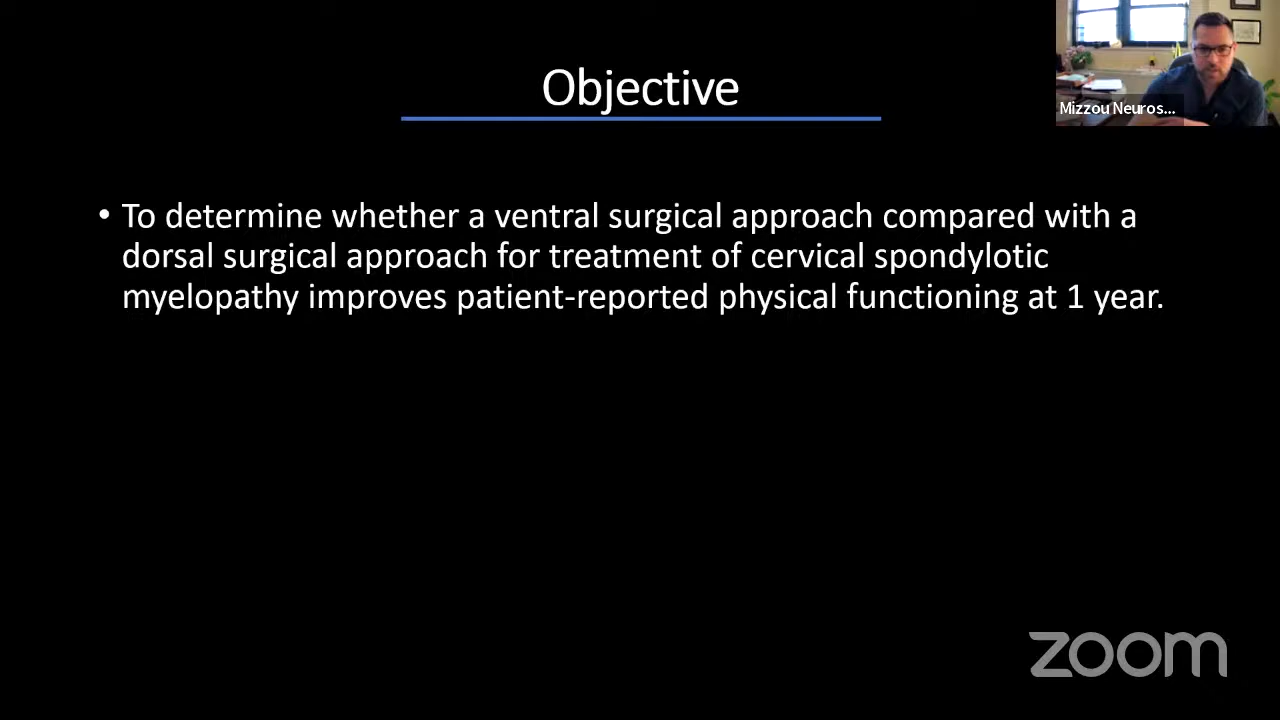 Objective
Mizzou Neuros...
• To determine whether a ventral surgical approach compared with a
dorsal surgical approach for treatment of cervical spondylotic
myelopathy improves patient-reported physical functioning at 1 year.
zoom